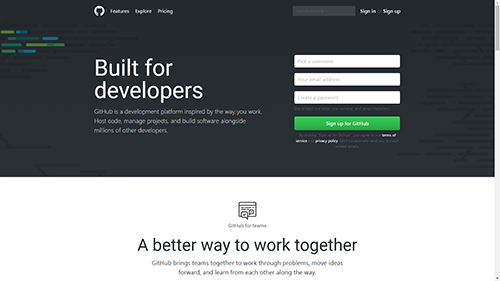 Features Explore Pricing
Sign in or Sign up
Built for
developers
GitHub is a development platform inspired by the way you work.
Host code, manage projects, and build software alongside
millions of other developers.
Pick a username
Your email address
Create a password
Sign up for GitHub
By clicking "Sign up for GitHub", you agree to the terms of
service and privacy policy.
GitHub for teams
A better way to work together
GitHub brings teams together to work through problems, move ideas
forward, and learn from each other along the way.